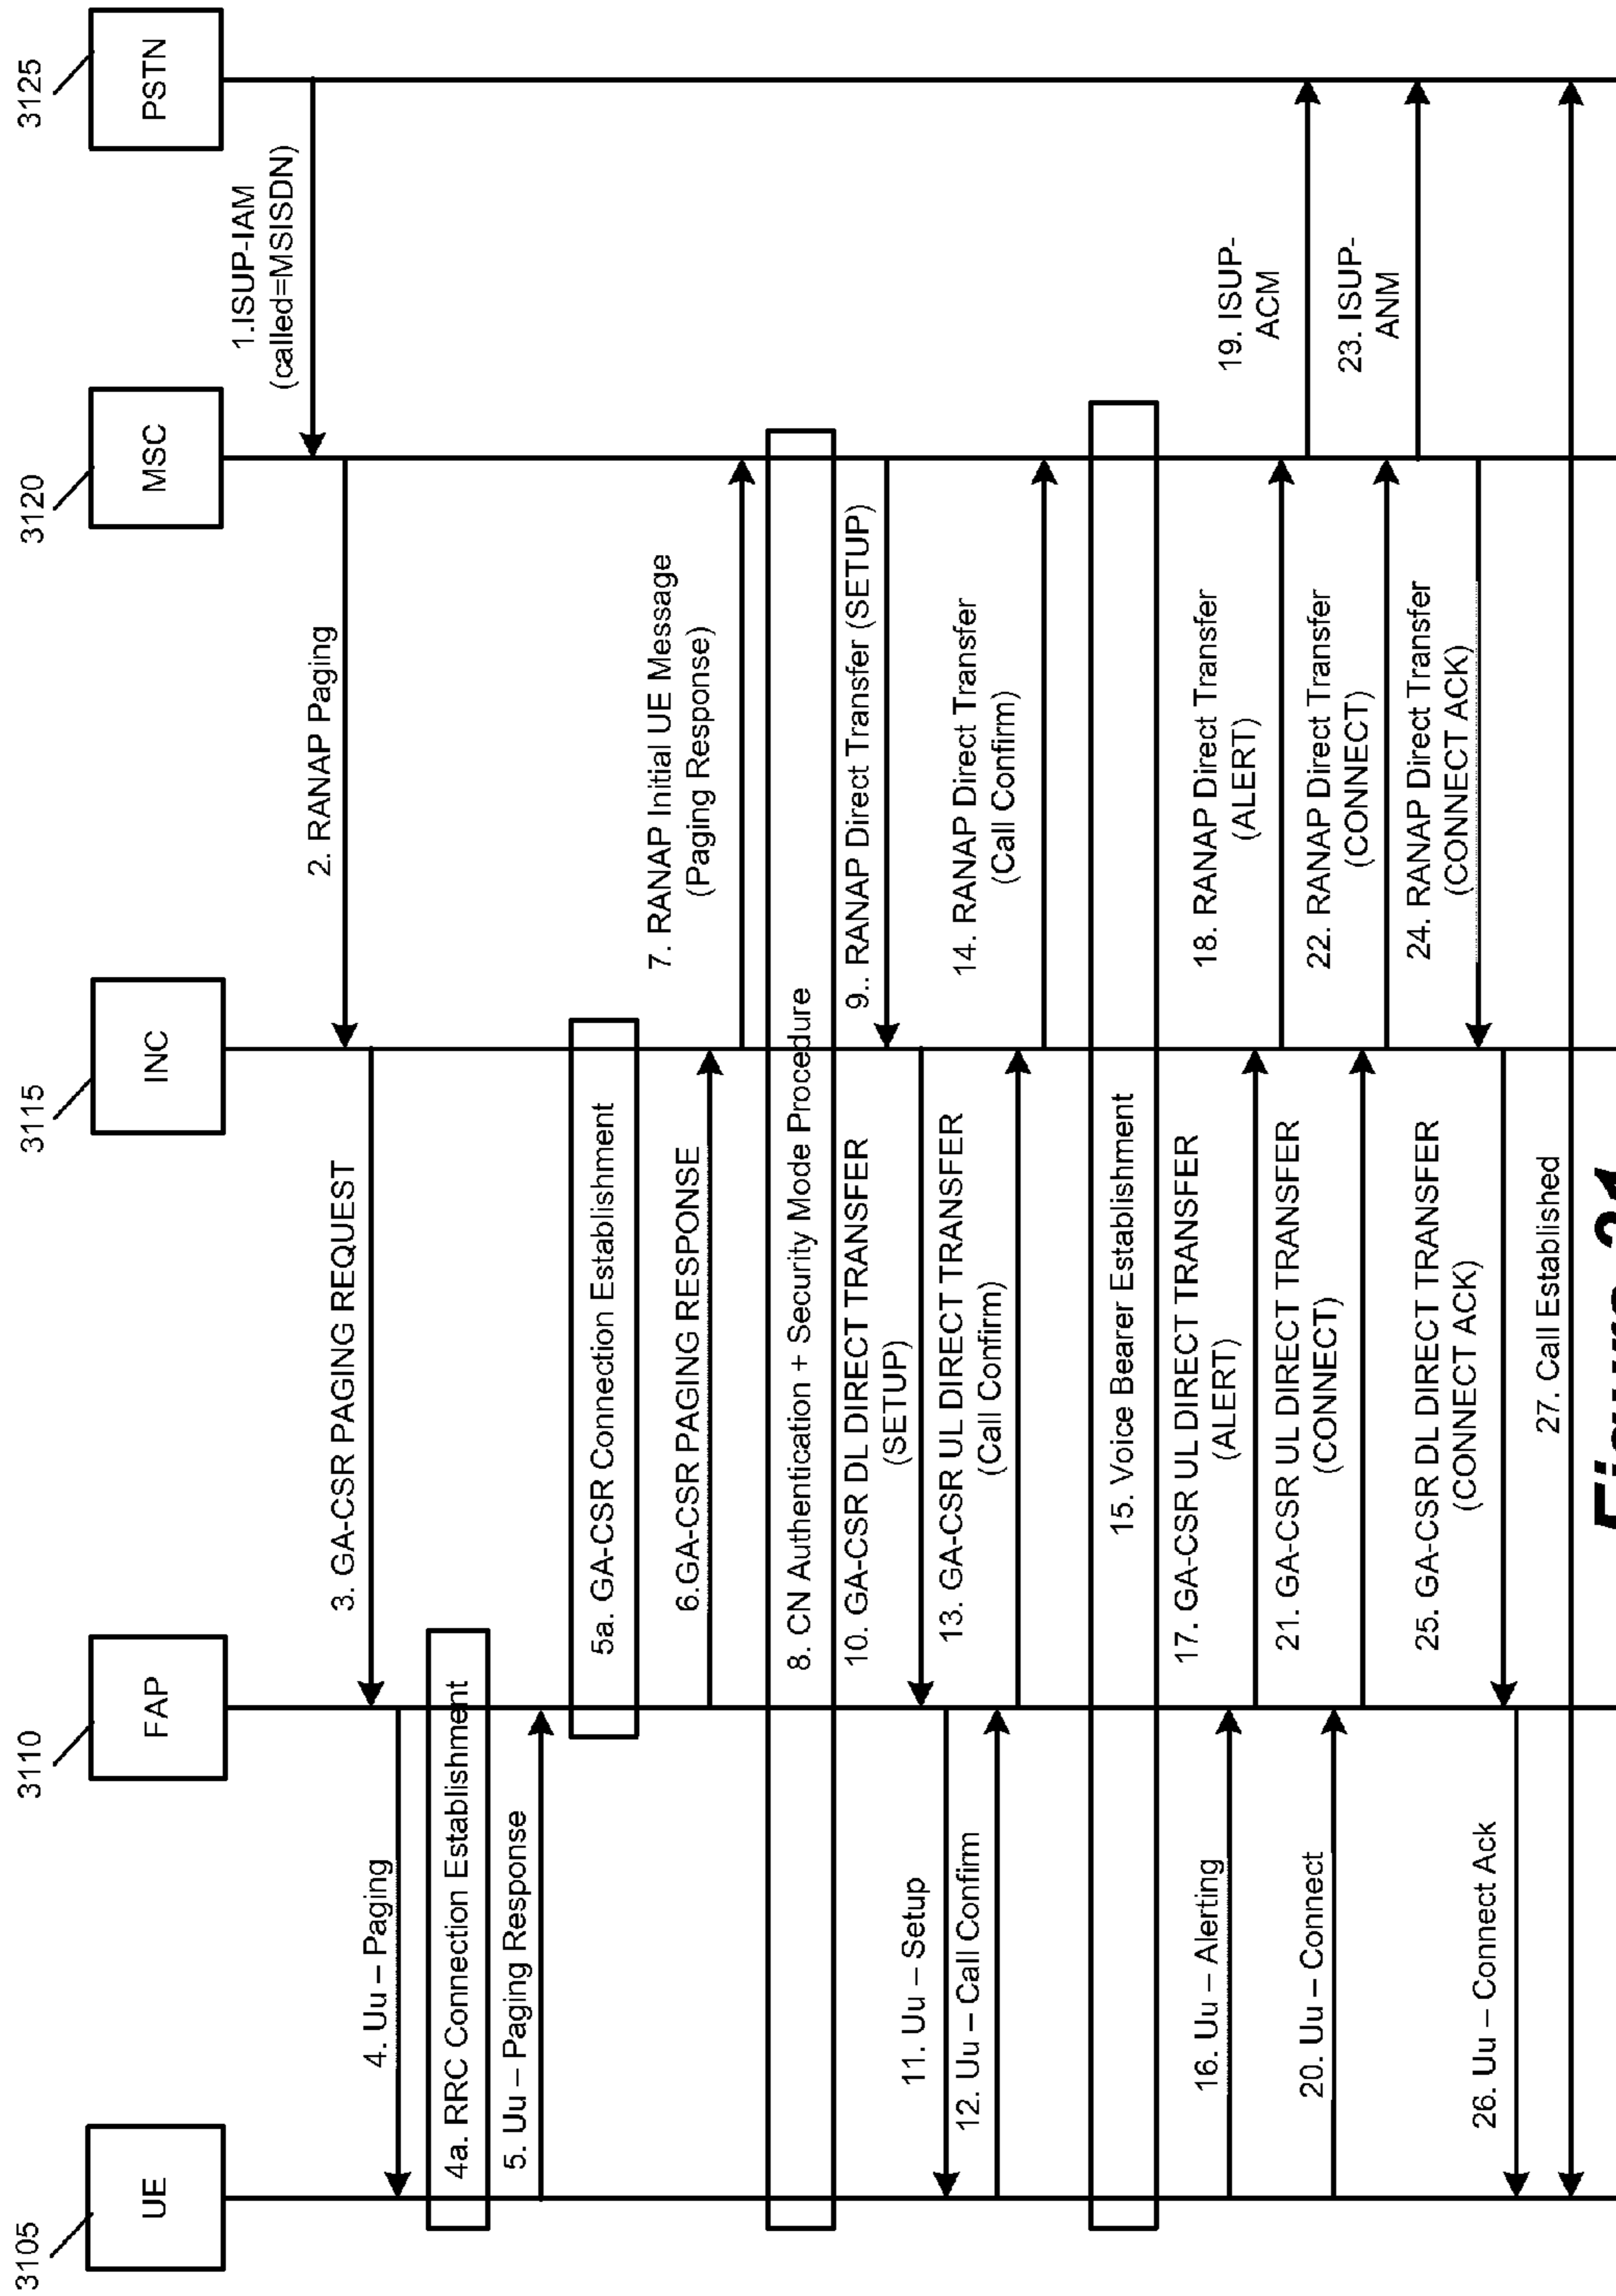 3105
UE
3110
FAP
3115
INC
3120
MSC
3125
PSTN
1.ISUP-IAM
(called=MSISDN)
2. RANAP Paging
3. GA-CSR PAGING REQUEST
4. Uu – Paging
4a. RRC Connection Establishment
5. Uu – Paging Response
5a. GA-CSR Connection Establishment
6.GA-CSR PAGING RESPONSE
7. RANAP Initial UE Message
(Paging Response)
8. CN Authentication + Security Mode Procedure
9.. RANAP Direct Transfer (SETUP)
10. GA-CSR DL DIRECT TRANSFER
(SETUP)
11. Uu – Setup
12. Uu – Call Confirm
13. GA-CSR UL DIRECT TRANSFER
(Call Confirm)
14. RANAP Direct Transfer
(Call Confirm)
15. Voice Bearer Establishment
16. Uu – Alerting
17. GA-CSR UL DIRECT TRANSFER
(ALERT)
18. RANAP Direct Transfer
(ALERT)
19. ISUP-
ACM
20. Uu – Connect
21. GA-CSR UL DIRECT TRANSFER
(CONNECT)
22. RANAP Direct Transfer
(CONNECT)
23. ISUP-
ANM
24. RANAP Direct Transfer
(CONNECT ACK)
25. GA-CSR DL DIRECT TRANSFER
(CONNECT ACK)
26. Uu – Connect Ack
27. Call Established
Figure 31